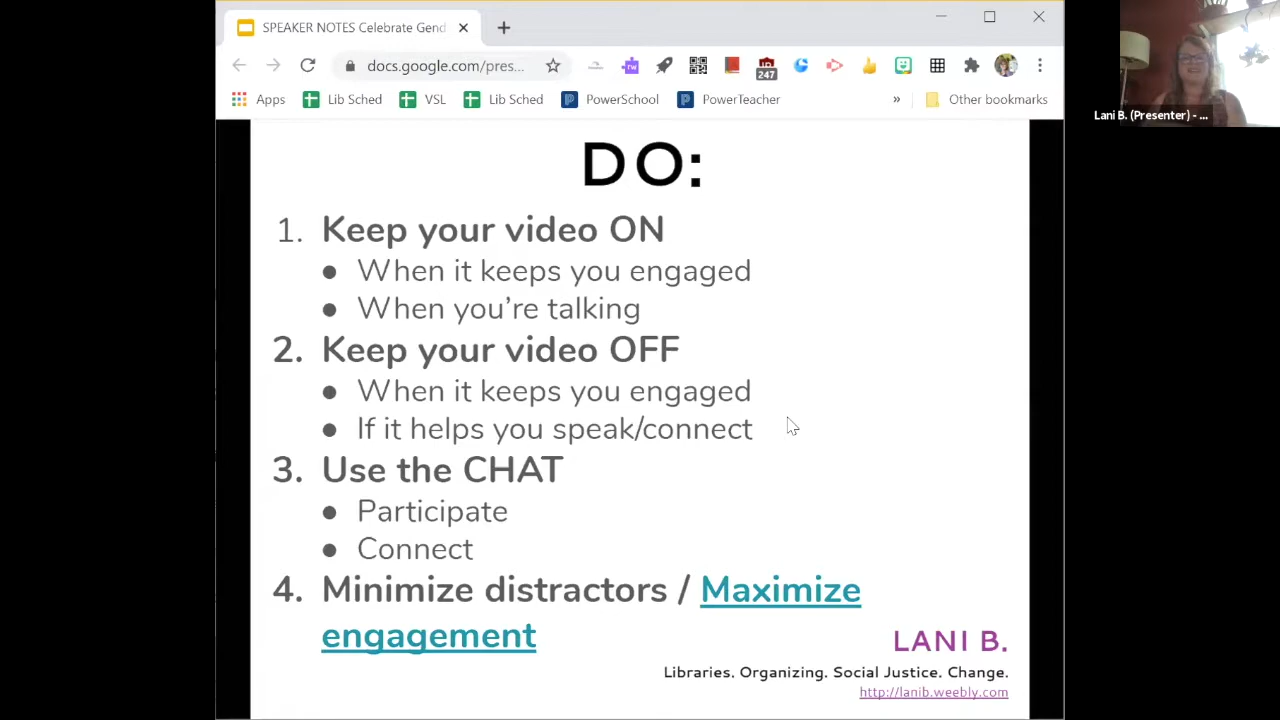 SPEAKER NOTES Celebrate Gend
docs.google.com/pres...
rw
247
Apps
Lib Sched
VSL
Lib Sched
PowerSchool
PowerTeacher
»
Other bookmarks
Lani B. (Presenter) - ...
DO:
1. Keep your video ON
● When it keeps you engaged
● When you're talking
2. Keep your video OFF
● When it keeps you engaged
● If it helps you speak/connect
3. Use the CHAT
● Participate
● Connect
4. Minimize distractors / Maximize
engagement
LANI B.
Libraries. Organizing. Social Justice. Change.
http://lanib.weebly.com